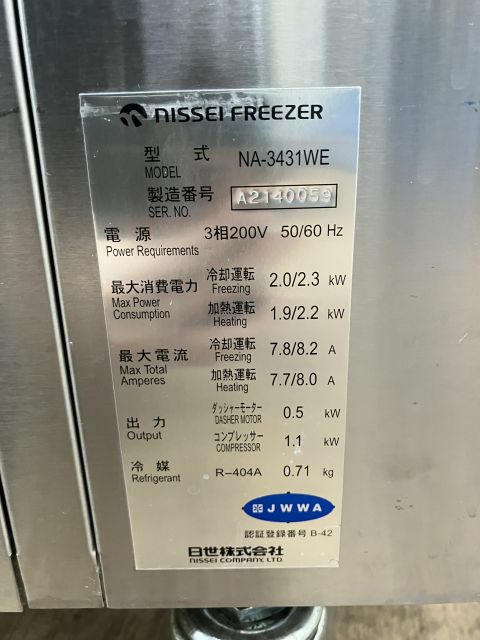 NISSEI FREEZER
型式 NA-3431WE
MODEL
製造番号 A2140059
SER. NO.
電源 3相200V 50/60 Hz
Power Requirements
最大消費電力 冷却運転 2.0/2.3 kW
Max Power Freezing
Consumption 加熱運転 1.9/2.2 kW
Heating
最大電流 冷却運転 7.8/8.2 A
Max Total Freezing
Amperes 加熱運転 7.7/8.0 A
Heating
出力 ダッシャーモーター 0.5 kW
Output DASHER MOTOR
コンプレッサー 1.1 kW
COMPRESSOR
冷媒 R-404A 0.71 kg
Refrigerant
JWWA
認証登録番号 B-42
日世株式会社
NISSEI COMPANY, LTD.